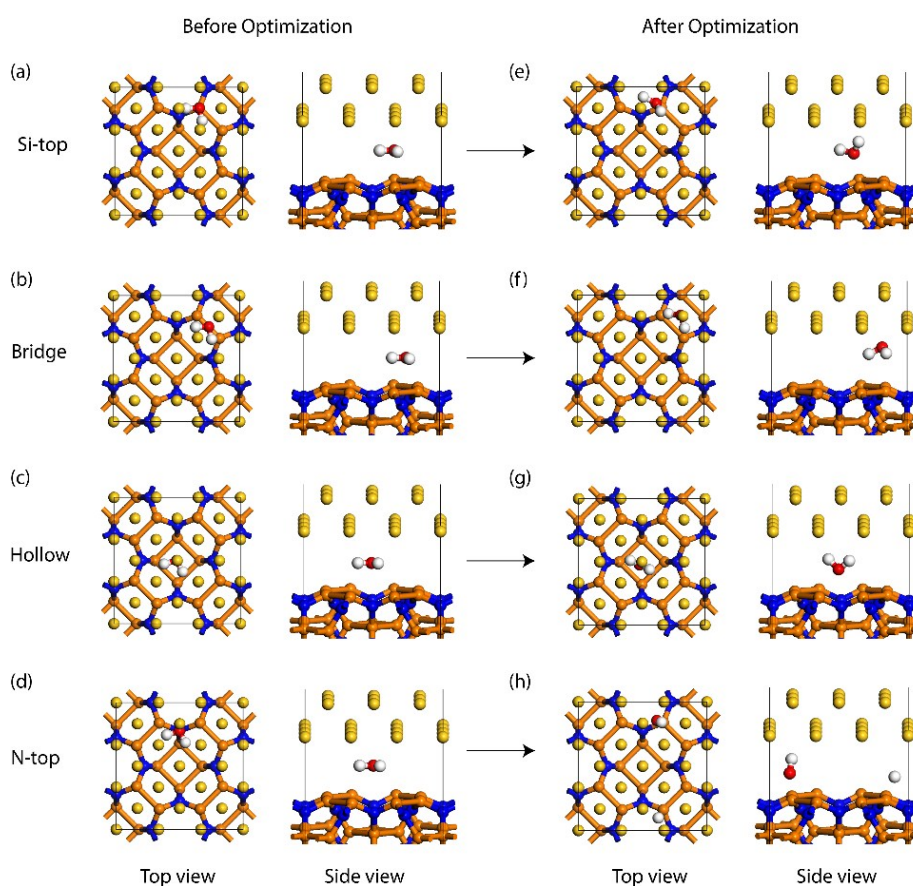 Before Optimization
After Optimization
(a)
(e)
Si-top
(b)
(f)
Bridge
(c)
(g)
Hollow
(d)
(h)
N-top
Top view
Side view
Top view
Side view